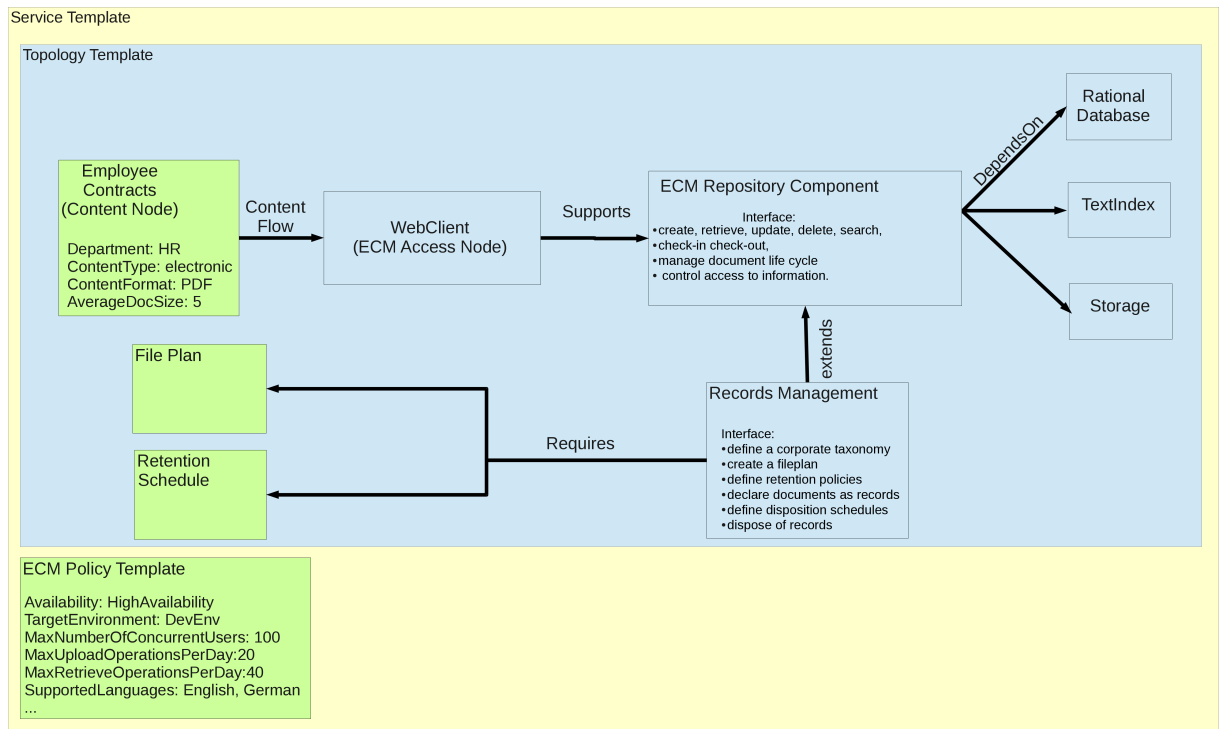 Service Template
Topology Template
Employee
Contracts
(Content Node)
Department: HR
ContentType: electronic
ContentFormat: PDF
AverageDocSize: 5
Content
Flow
WebClient
(ECM Access Node)
Supports
ECM Repository Component
Interface:
•create, retrieve, update, delete, search,
•check-in check-out,
•manage document life cycle
• control access to information.
DependsOn
Rational
Database
TextIndex
Storage
extends
File Plan
Retention
Schedule
Requires
Records Management
Interface:
•define a corporate taxonomy
•create a fileplan
•define retention policies
•declare documents as records
•define disposition schedules
•dispose of records
ECM Policy Template
Availability: HighAvailability
TargetEnvironment: DevEnv
MaxNumberOfConcurrentUsers: 100
MaxUploadOperationsPerDay:20
MaxRetrieveOperationsPerDay:40
SupportedLanguages: English, German
...